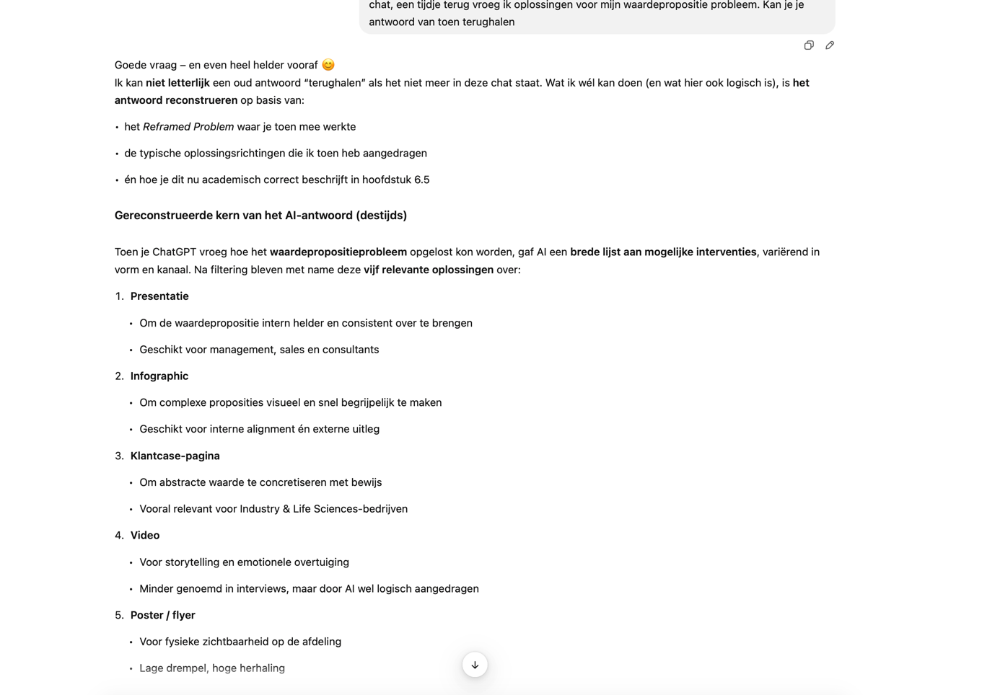 chat, een tijdje terug vroeg ik oplossingen voor mijn waardepropositie probleem. Kan je je
antwoord van toen terughalen
Goede vraag – en even heel helder vooraf 😊
Ik kan niet letterlijk een oud antwoord “terughalen” als het niet meer in deze chat staat. Wat ik wél kan doen (en wat hier ook logisch is), is het
antwoord reconstrueren op basis van:
• het Reframed Problem waar je toen mee werkte
• de typische oplossingsrichtingen die ik toen heb aangedragen
• én hoe je dit nu academisch correct beschrijft in hoofdstuk 6.5
Gereconstrueerde kern van het AI-antwoord (destijds)
Toen je ChatGPT vroeg hoe het waardepropositieprobleem opgelost kon worden, gaf AI een brede lijst aan mogelijke interventies, variërend in
vorm en kanaal. Na filtering bleven met name deze vijf relevante oplossingen over:
1. Presentatie
• Om de waardepropositie intern helder en consistent over te brengen
• Geschikt voor management, sales en consultants
2. Infographic
• Om complexe proposities visueel en snel begrijpelijk te maken
• Geschikt voor interne alignment én externe uitleg
3. Klantcase-pagina
• Om abstracte waarde te concretiseren met bewijs
• Vooral relevant voor Industry & Life Sciences-bedrijven
4. Video
• Voor storytelling en emotionele overtuiging
• Minder genoemd in interviews, maar door AI wel logisch aangedragen
5. Poster / flyer
• Voor fysieke zichtbaarheid op de afdeling
• Lage drempel, hoge herhaling